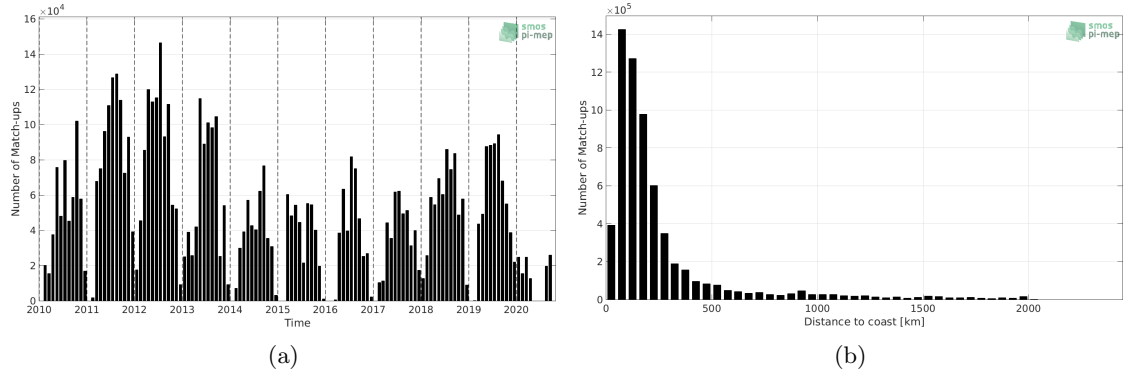 ×10⁴
16
14
12
10
8
6
4
2
0
Number of Match-ups
2010 2011 2012 2013 2014 2015 2016 2017 2018 2019 2020
Time
smos
pi-mep
(a)
×10⁵
14
12
10
8
6
4
2
0
Number of Match-ups
0 500 1000 1500 2000
Distance to coast [km]
smos
pi-mep
(b)